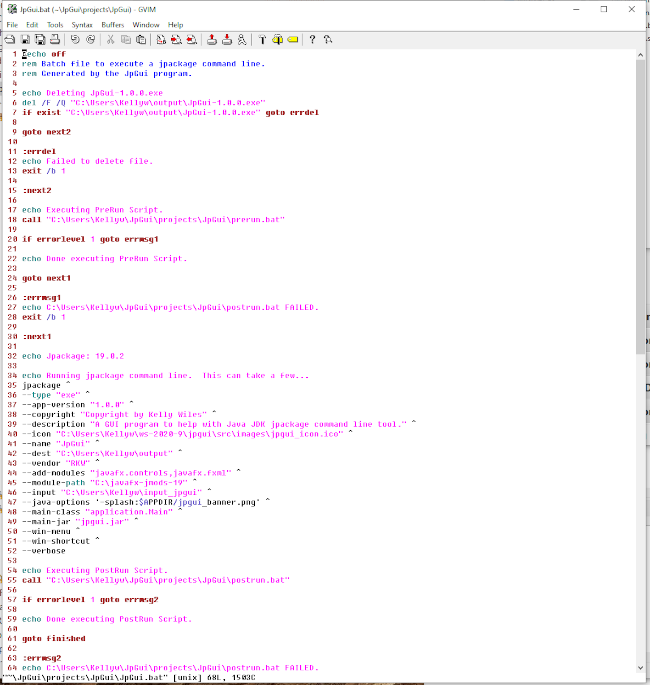 JpGui.bat (~\JpGui\projects\JpGui) - GVIM
File Edit Tools Syntax Buffers Window Help
1 @echo off
2 rem Batch file to execute a jpackage command line.
3 rem Generated by the JpGui program.
4
5 echo Deleting JpGui-1.0.0.exe
6 del /F /Q "C:\Users\Kellyw\output\JpGui-1.0.0.exe"
7 if exist "C:\Users\Kellyw\output\JpGui-1.0.0.exe" goto errdel
8
9 goto next2
10
11 :errdel
12 echo Failed to delete file.
13 exit /b 1
14
15 :next2
16
17 echo Executing PreRun Script.
18 call "C:\Users\Kellyw\JpGui\projects\JpGui\prerun.bat"
19
20 if errorlevel 1 goto errmsg1
21
22 echo Done executing PreRun Script.
23
24 goto next1
25
26 :errmsg1
27 echo C:\Users\Kellyw\JpGui\projects\JpGui\postrun.bat FAILED.
28 exit /b 1
29
30 :next1
31
32 echo Jpackage: 19.0.2
33
34 echo Running jpackage command line.  This can take a few...
35 jpackage ^
36 --type "exe" ^
37 --app-version "1.0.0" ^
38 --copyright "Copyright by Kelly Wiles" ^
39 --description "A GUI program to help with Java JDK jpackage command line tool." ^
40 --icon "C:\Users\Kellyw\ws-2020-9\jpgui\src\images\jpgui_icon.ico" ^
41 --name "JpGui" ^
42 --dest "C:\Users\Kellyw\output" ^
43 --vendor "RKV" ^
44 --add-modules "javafx.controls,javafx.fxml" ^
45 --module-path "C:\javafx-jmods-19" ^
46 --input "C:\Users\Kellyw\input_jpgui" ^
47 --java-options '-splash:$APPDIR/jpgui_banner.png' ^
48 --main-class "application.Main" ^
49 --main-jar "jpgui.jar" ^
50 --win-menu ^
51 --win-shortcut ^
52 --verbose
53
54 echo Executing PostRun Script.
55 call "C:\Users\Kellyw\JpGui\projects\JpGui\postrun.bat"
56
57 if errorlevel 1 goto errmsg2
58
59 echo Done executing PostRun Script.
60
61 goto finished
62
63 :errmsg2
64 echo C:\Users\Kellyw\JpGui\projects\JpGui\postrun.bat FAILED.
~\JpGui\projects\JpGui\JpGui.bat" [unix] 68L, 1503C